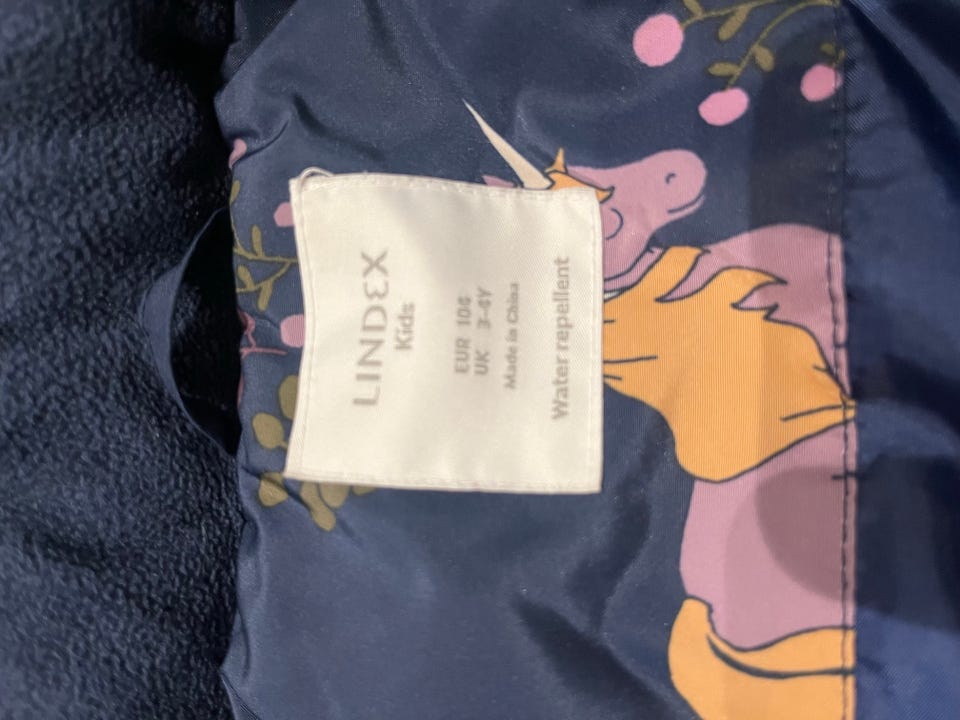 LINDEX
Kids
EUR 104
UK 3-4Y
Made in China
Water repellent